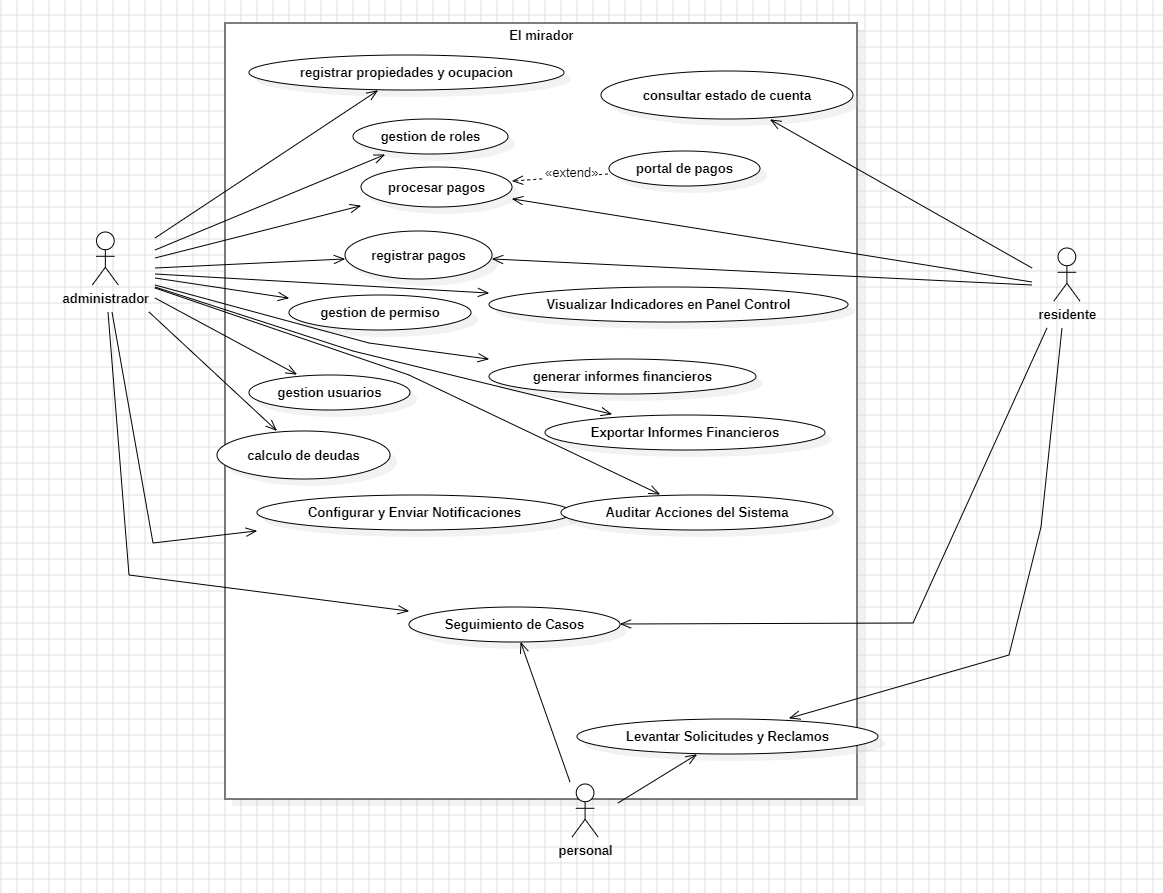 El mirador
registrar propiedades y ocupacion
consultar estado de cuenta
gestion de roles
portal de pagos
«extend»
procesar pagos
registrar pagos
administrador
residente
Visualizar Indicadores en Panel Control
gestion de permiso
generar informes financieros
gestion usuarios
Exportar Informes Financieros
calculo de deudas
Configurar y Enviar Notificaciones
Auditar Acciones del Sistema
Seguimiento de Casos
Levantar Solicitudes y Reclamos
personal